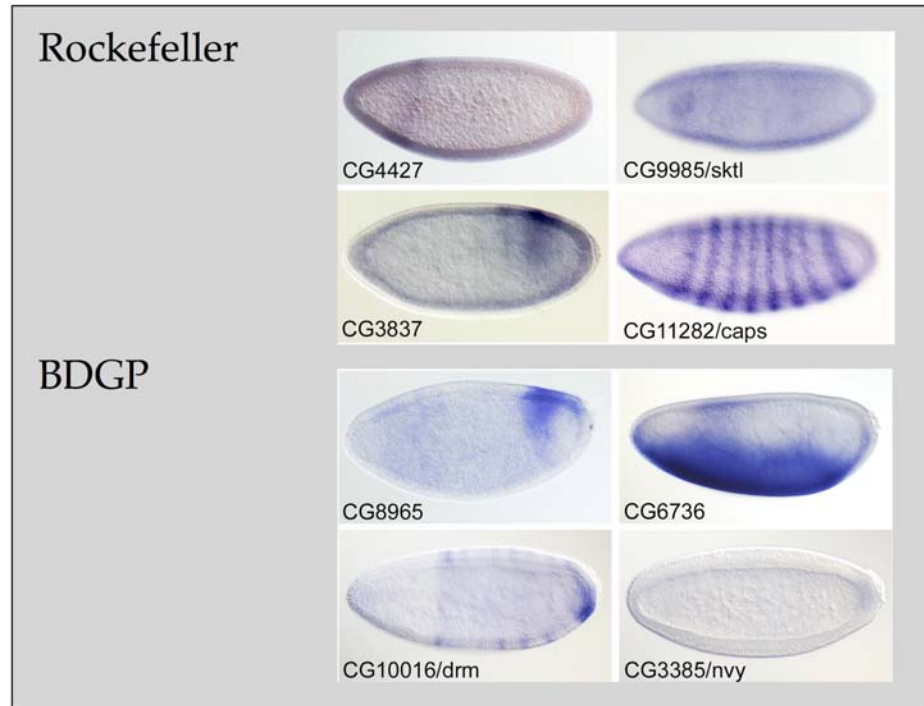 Rockefeller
CG4427
CG9985/sktl
CG3837
CG11282/caps
BDGP
CG8965
CG6736
CG10016/drm
CG3385/nvy